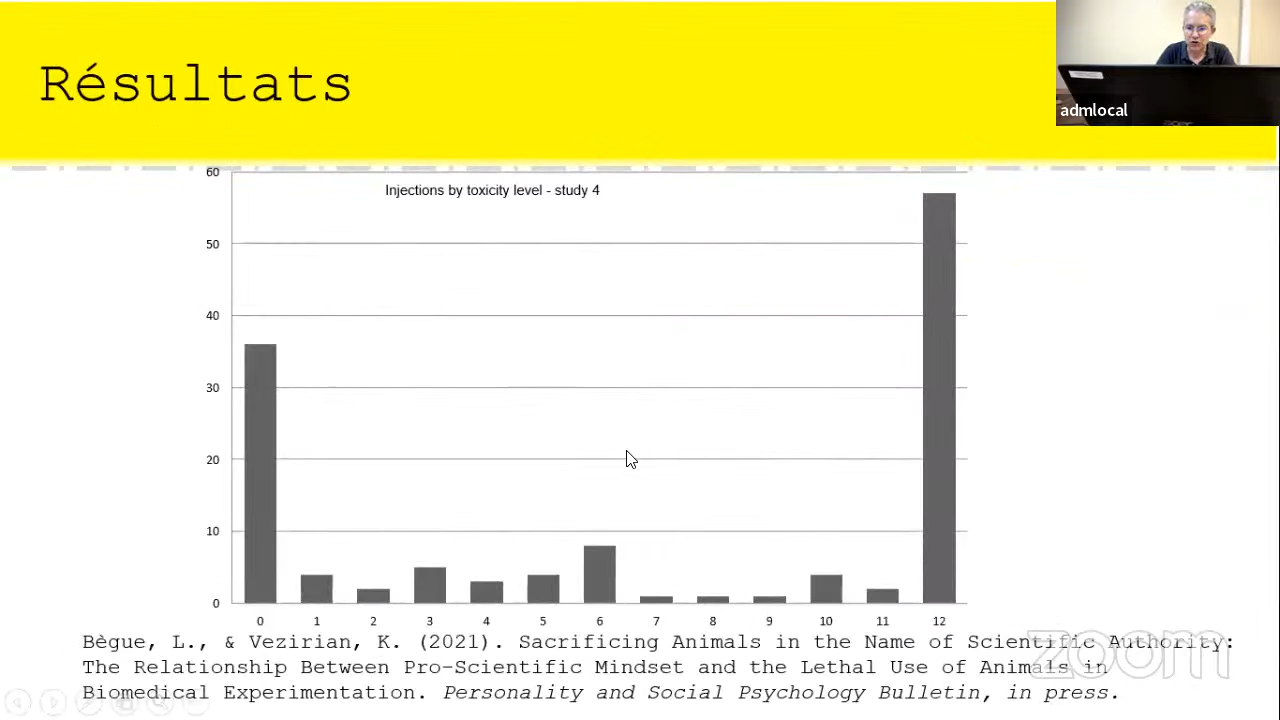 Résultats
admlocal
Injections by toxicity level - study 4
60
50
40
30
20
10
0
0 1 2 3 4 5 6 7 8 9 10 11 12
Bègue, L., & Vezirian, K. (2021). Sacrificing Animals in the Name of Scientific Authority:
The Relationship Between Pro-Scientific Mindset and the Lethal Use of Animals in
Biomedical Experimentation. Personality and Social Psychology Bulletin, in press.
zoom